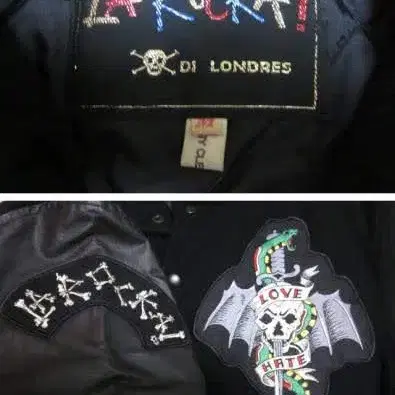 LA ROCKA!
DI LONDRES
LA ROCKA!
LOVE
HATE